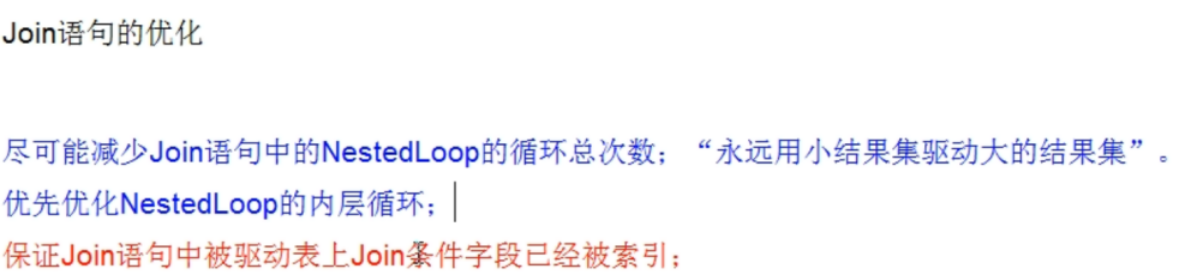 Join语句的优化
尽可能减少Join语句中的NestedLoop的循环总次数；“永远用小结果集驱动大的结果集”。
优先优化NestedLoop的内层循环；
保证Join语句中被驱动表上Join条件字段已经被索引；